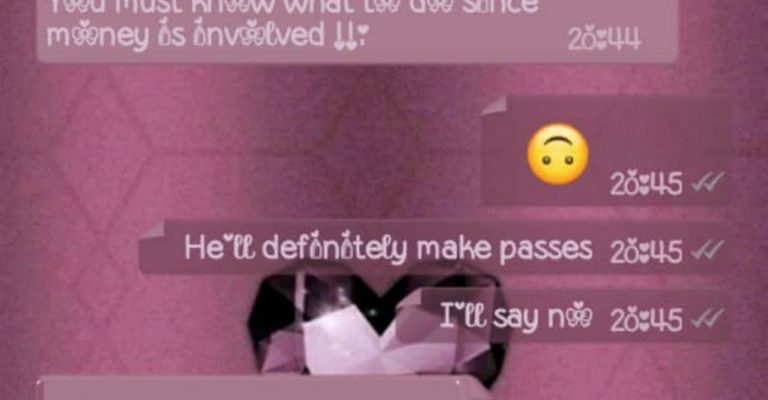 You must know what to do since
money is involved !!! 20:44
🙃
20:45
He'll definitely make passes 20:45
I'll say no 20:45